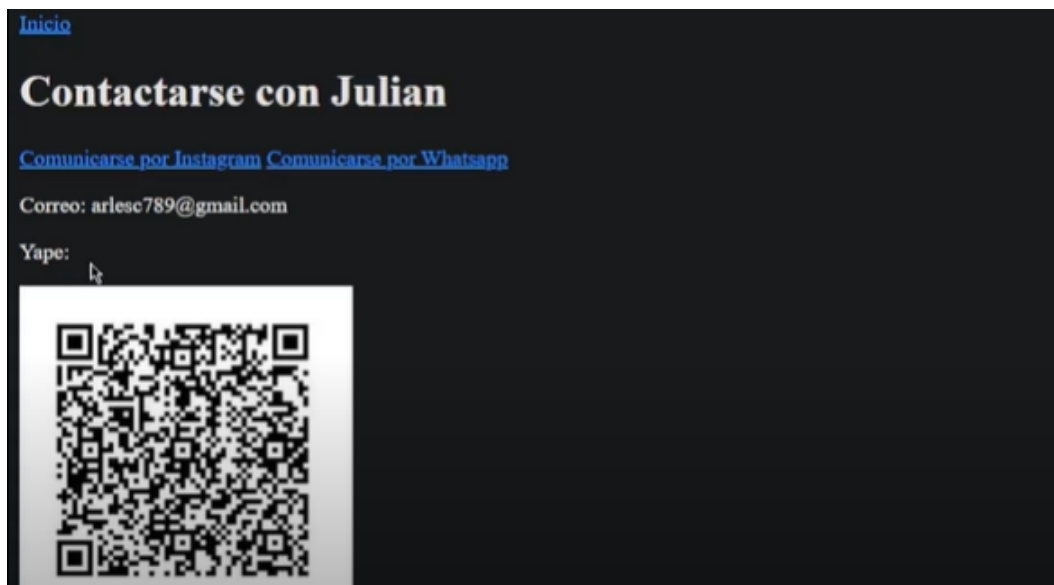 Inicio
Contactarse con Julian
Comunicarse por Instagram Comunicarse por Whatsapp
Correo: arlesc789@gmail.com
Yape: